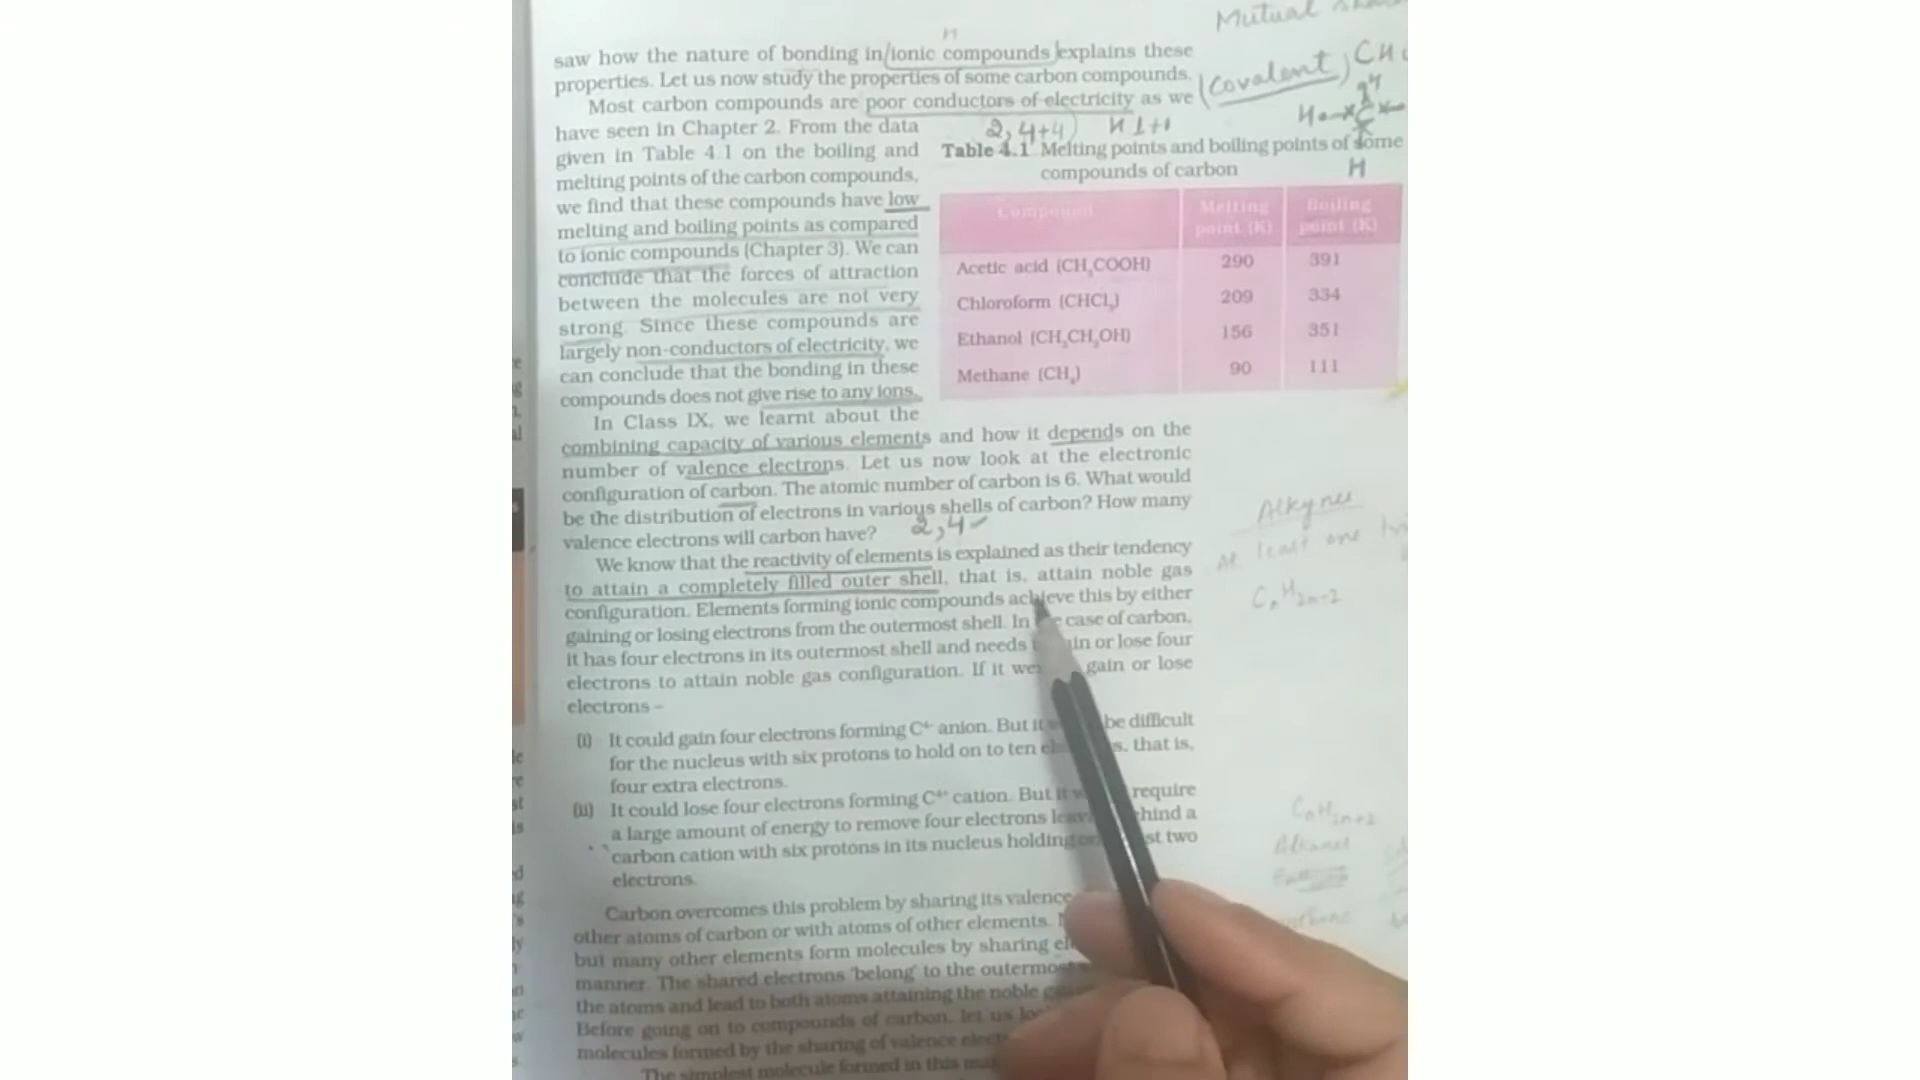 Mutual
saw how the nature of bonding in ionic compounds explains these
properties. Let us now study the properties of some carbon compounds.
(Covalent) CH
Most carbon compounds are poor conductors of electricity as we
have seen in Chapter 2. From the data
given in Table 4.1 on the boiling and
melting points of the carbon compounds,
we find that these compounds have low
melting and boiling points as compared
to ionic compounds (Chapter 3). We can
conclude that the forces of attraction
between the molecules are not very
strong. Since these compounds are
largely non-conductors of electricity, we
can conclude that the bonding in these
compounds does not give rise to any ions.
2, 4+4) H 1+1
H C
H
Table 4.1 Melting points and boiling points of some
compounds of carbon
Compound Melting point (K) Boiling point (K)
Acetic acid (CH₃COOH) 290 391
Chloroform (CHCl₃) 209 334
Ethanol (CH₃CH₂OH) 156 351
Methane (CH₄) 90 111
In Class IX, we learnt about the
combining capacity of various elements and how it depends on the
number of valence electrons. Let us now look at the electronic
configuration of carbon. The atomic number of carbon is 6. What would
be the distribution of electrons in various shells of carbon? How many
valence electrons will carbon have? 2, 4
We know that the reactivity of elements is explained as their tendency
to attain a completely filled outer shell, that is, attain noble gas
configuration. Elements forming ionic compounds achieve this by either
gaining or losing electrons from the outermost shell. In case of carbon,
it has four electrons in its outermost shell and needs or lose four
electrons to attain noble gas configuration. If it gain or lose
electrons –
(i) It could gain four electrons forming C⁴⁻ anion. But it be difficult
for the nucleus with six protons to hold on to ten that is,
four extra electrons.
(ii) It could lose four electrons forming C⁴⁺ cation. But it require
a large amount of energy to remove four electrons a
carbon cation with six protons in its nucleus holding two
electrons.
Carbon overcomes this problem by sharing its valence
other atoms of carbon or with atoms of other elements.
but many other elements form molecules by sharing
manner. The shared electrons 'belong' to the
the atoms and lead to both atoms attaining the noble
Before going on to compounds of carbon, let us
molecules formed by the sharing of valence
The simplest molecule formed in this
Alkynes
At least one
CₙH₂ₙ₋₂
CₙH₂ₙ₊₂
Alkanes